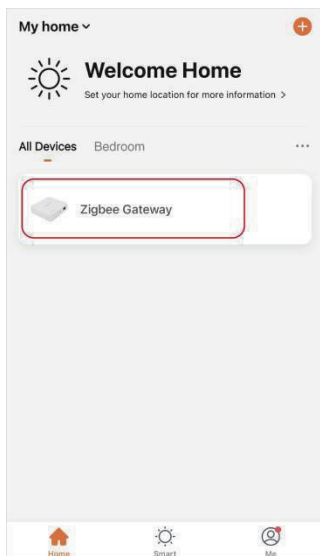 My home
Welcome Home
Set your home location for more information >
All Devices Bedroom ...
Zigbee Gateway
Home Smart Me